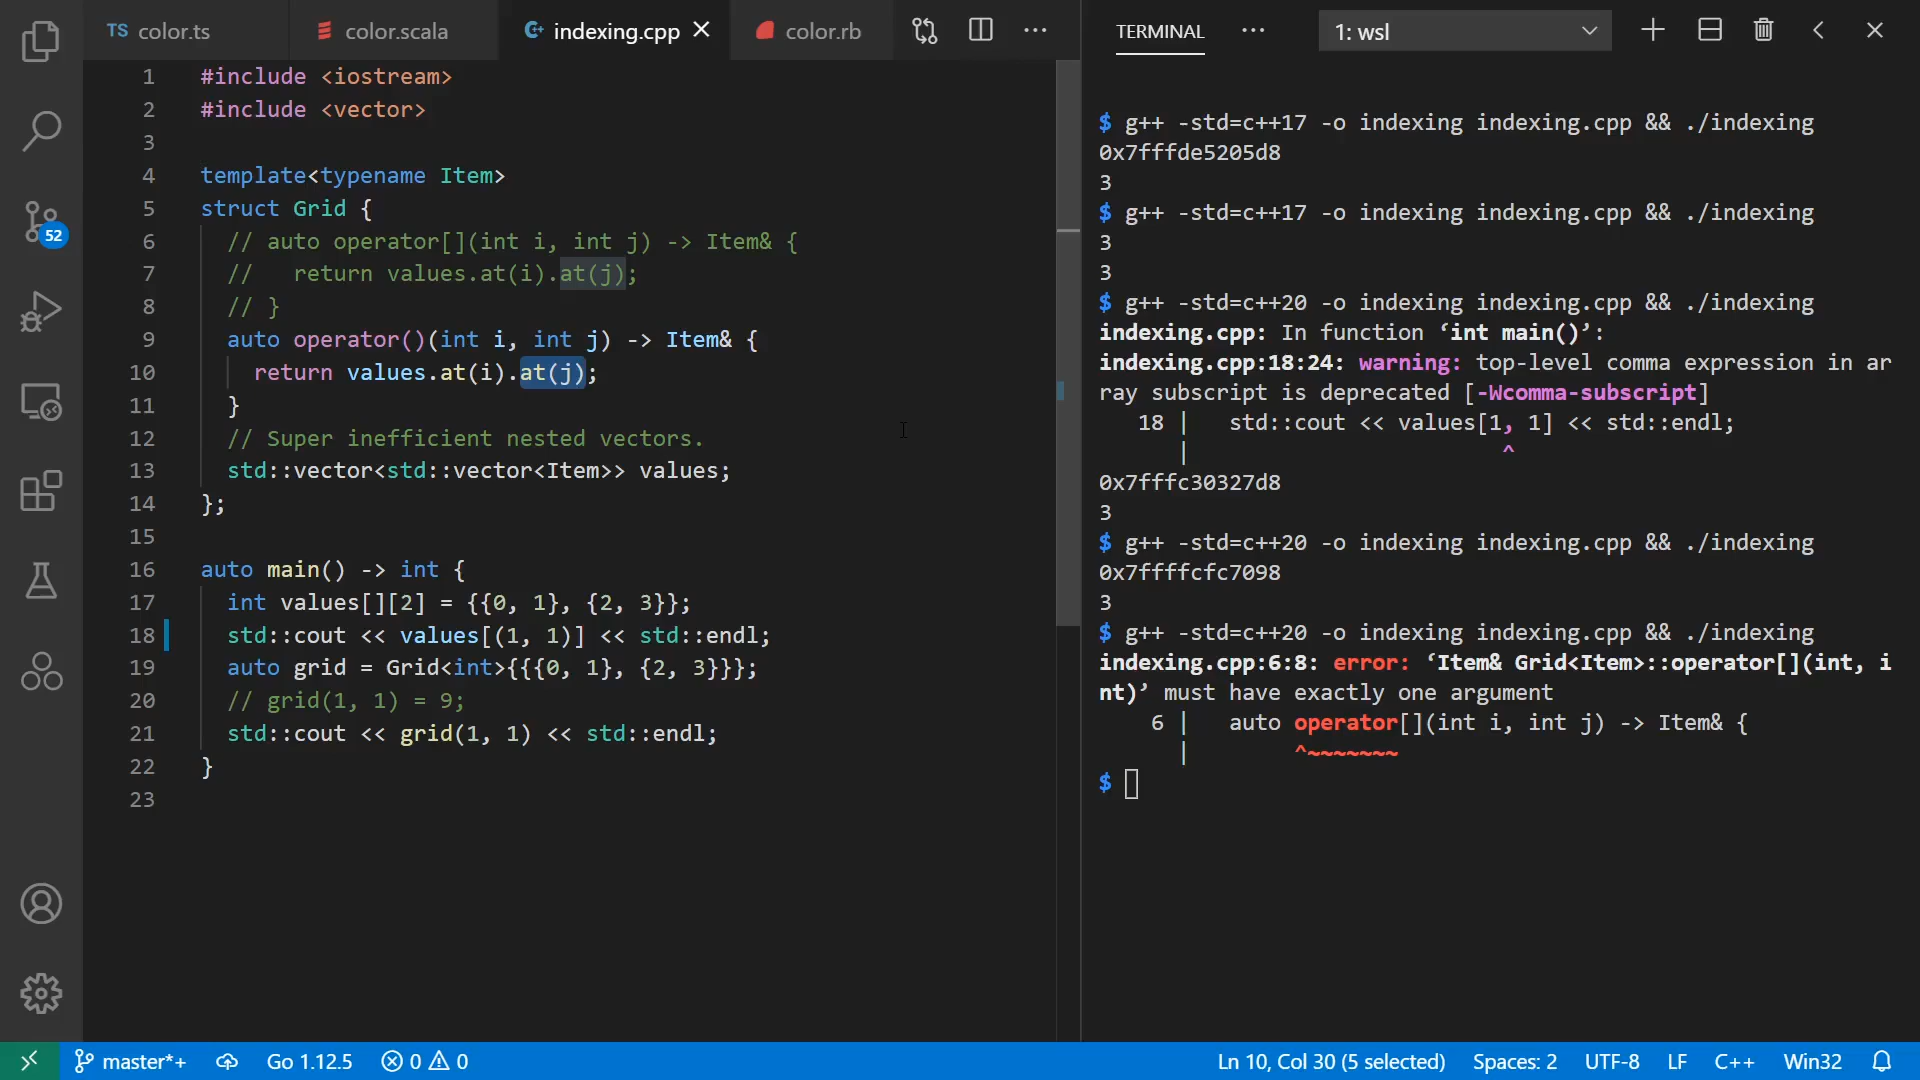 TS color.ts
color.scala
indexing.cpp
color.rb
1 #include <iostream>
2 #include <vector>
3
4 template<typename Item>
5 struct Grid {
6 // auto operator[](int i, int j) -> Item& {
7 //   return values.at(i).at(j);
8 // }
9 auto operator()(int i, int j) -> Item& {
10 return values.at(i).at(j);
11 }
12 // Super inefficient nested vectors.
13 std::vector<std::vector<Item>> values;
14 };
15
16 auto main() -> int {
17 int values[][2] = {{0, 1}, {2, 3}};
18 std::cout << values[(1, 1)] << std::endl;
19 auto grid = Grid<int>{{{0, 1}, {2, 3}}};
20 // grid(1, 1) = 9;
21 std::cout << grid(1, 1) << std::endl;
22 }
23
52
TERMINAL
1: wsl
$ g++ -std=c++17 -o indexing indexing.cpp && ./indexing
0x7fffde5205d8
3
$ g++ -std=c++17 -o indexing indexing.cpp && ./indexing
3
3
$ g++ -std=c++20 -o indexing indexing.cpp && ./indexing
indexing.cpp: In function ‘int main()’:
indexing.cpp:18:24: warning: top-level comma expression in ar
ray subscript is deprecated [-Wcomma-subscript]
18 |   std::cout << values[1, 1] << std::endl;
|                         ^
0x7fffc30327d8
3
$ g++ -std=c++20 -o indexing indexing.cpp && ./indexing
0x7ffffcfc7098
3
$ g++ -std=c++20 -o indexing indexing.cpp && ./indexing
indexing.cpp:6:8: error: ‘Item& Grid<Item>::operator[](int, i
nt)’ must have exactly one argument
6 |   auto operator[](int i, int j) -> Item& {
|        ^~~~~~~~
$
master*+
Go 1.12.5
0
0
Ln 10, Col 30 (5 selected)
Spaces: 2
UTF-8
LF
C++
Win32